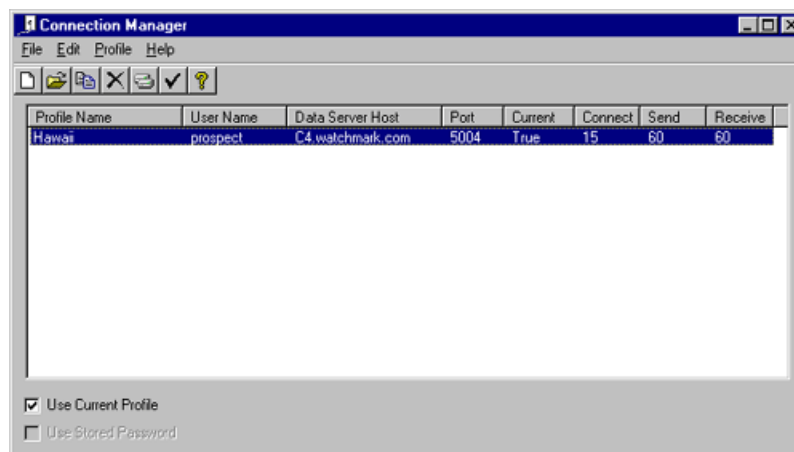 Connection Manager
File Edit Profile Help
Profile Name User Name Data Server Host Port Current Connect Send Receive
Hawaii prospect C4.watchmark.com 5004 True 15 60 60
Use Current Profile
Use Stored Password